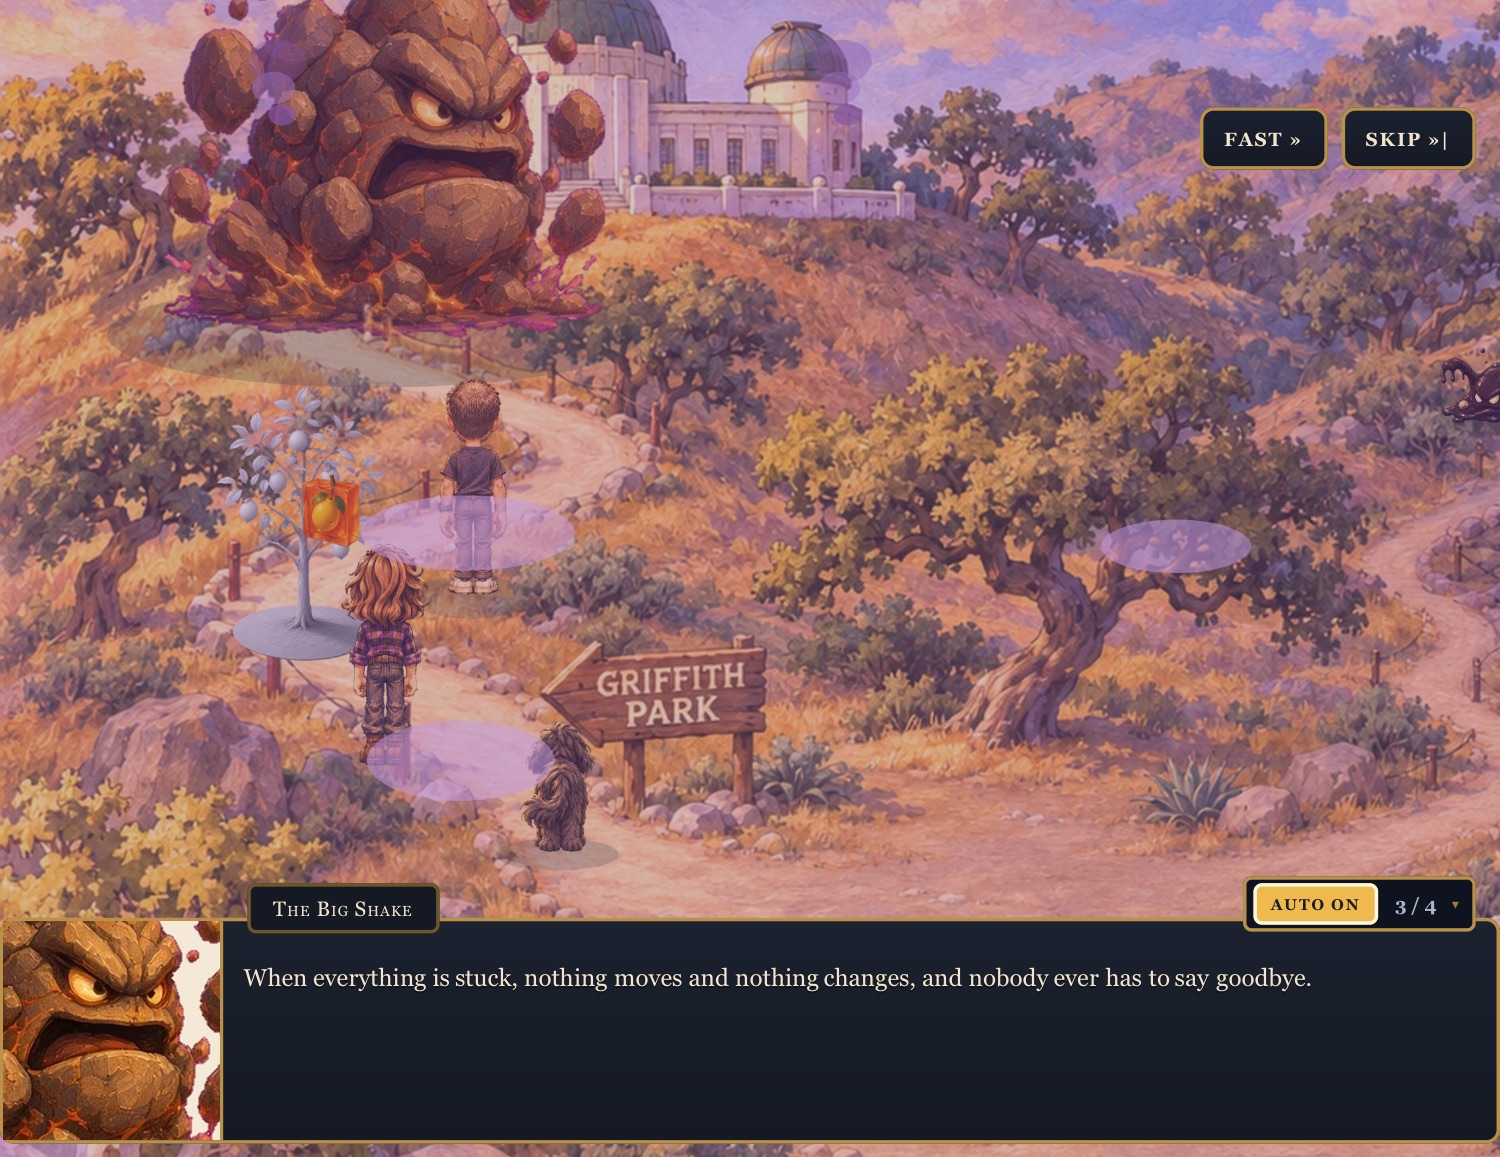 FAST »
SKIP »|
GRIFFITH
PARK
The Big Shake
AUTO ON
3 / 4 ▼
When everything is stuck, nothing moves and nothing changes, and nobody ever has to say goodbye.